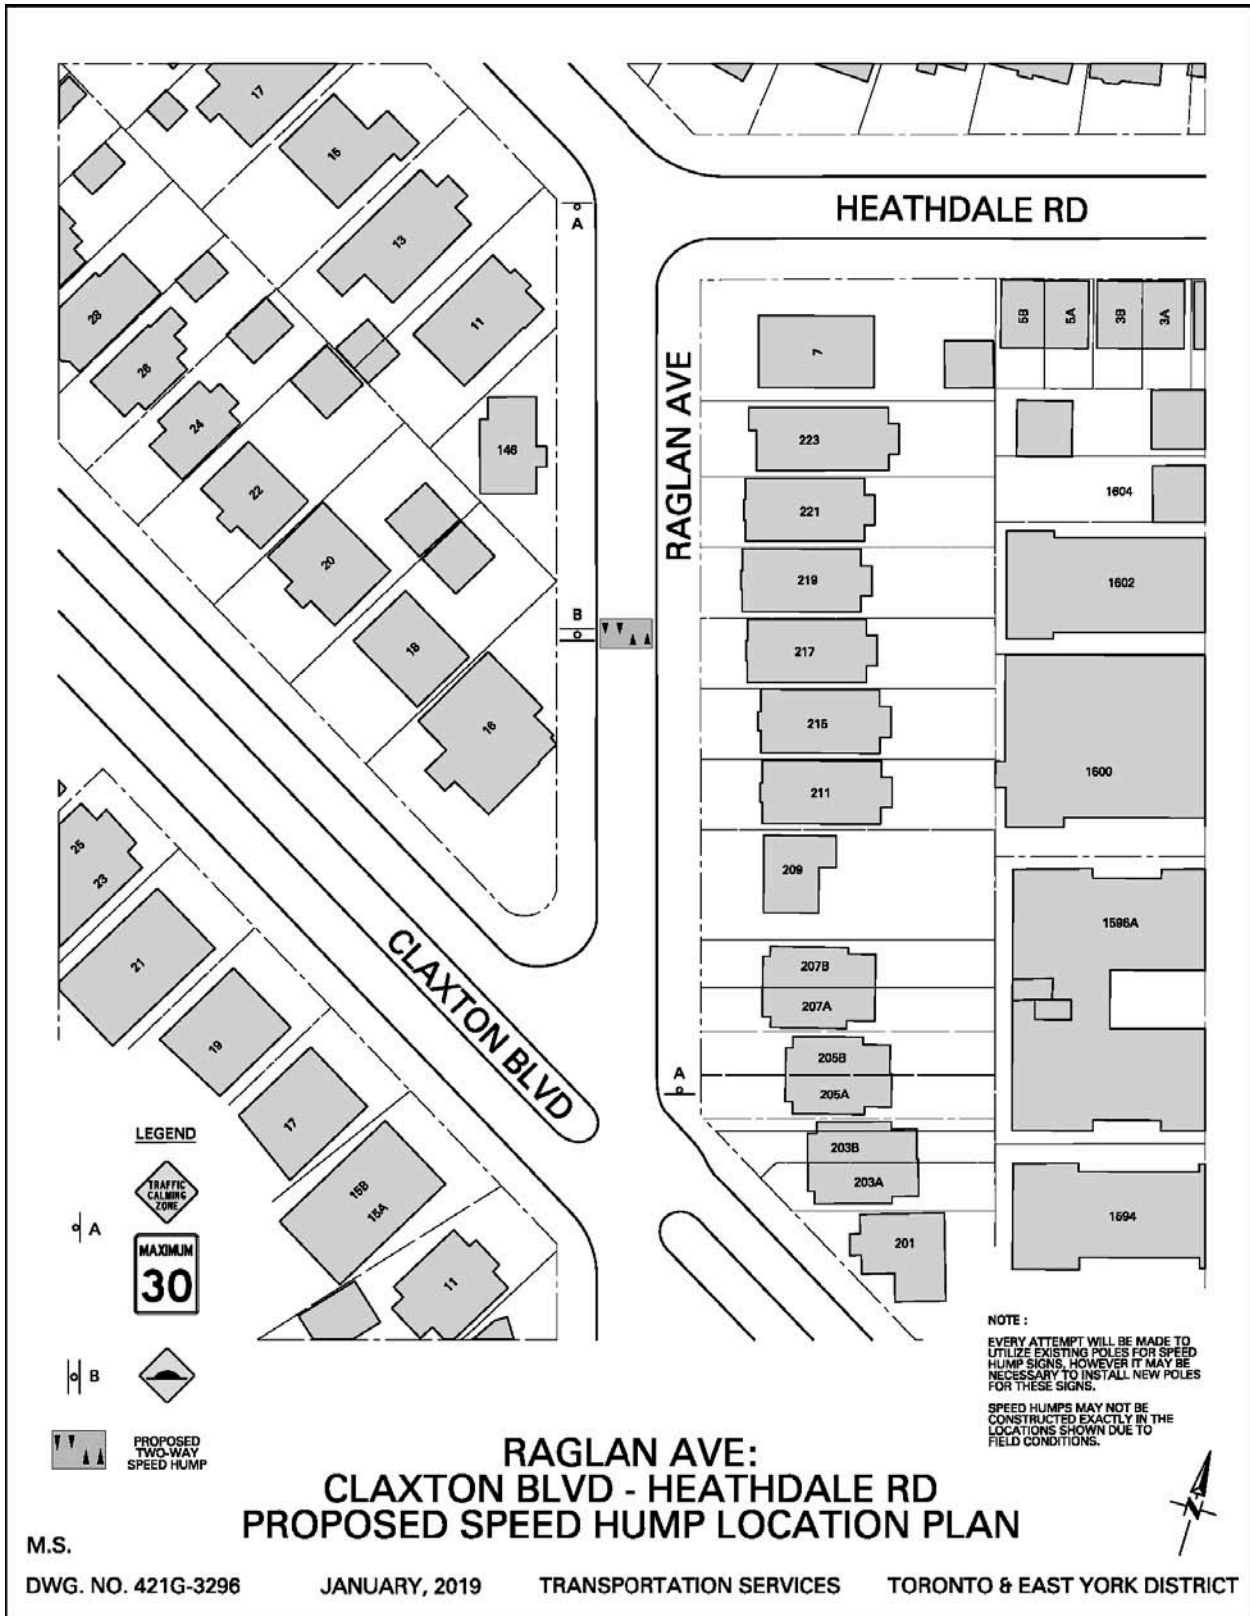 17
15
13
11
28
26
24
22
20
18
16
146
A
HEATHDALE RD
RAGLAN AVE
7
5B
5A
3B
3A
223
221
219
217
215
211
209
207B
207A
205B
205A
203B
203A
201
1604
1602
1600
1596A
1594
B
A
CLAXTON BLVD
25
23
21
19
17
15B
15A
11
LEGEND
A
TRAFFIC
CALMING
ZONE
MAXIMUM
30
B
PROPOSED
TWO-WAY
SPEED HUMP
NOTE :
EVERY ATTEMPT WILL BE MADE TO
UTILIZE EXISTING POLES FOR SPEED
HUMP SIGNS, HOWEVER IT MAY BE
NECESSARY TO INSTALL NEW POLES
FOR THESE SIGNS.
SPEED HUMPS MAY NOT BE
CONSTRUCTED EXACTLY IN THE
LOCATIONS SHOWN DUE TO
FIELD CONDITIONS.
N
RAGLAN AVE:
CLAXTON BLVD - HEATHDALE RD
PROPOSED SPEED HUMP LOCATION PLAN
M.S.
DWG. NO. 421G-3296 JANUARY, 2019 TRANSPORTATION SERVICES TORONTO & EAST YORK DISTRICT